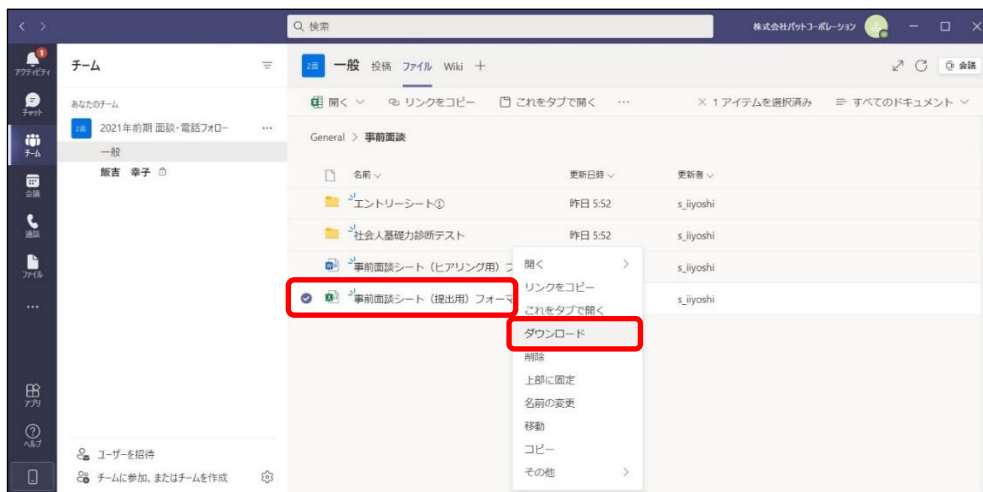 検索
株式会社パットコーポレーション
1
アクティビティ
チャット
チーム
会議
通話
ファイル
アプリ
ヘルプ
チーム
あなたのチーム
2021年前期 面談・電話フォロー
一般
飯吉 幸子
ユーザーを招待
チームに参加、またはチームを作成
一般 投稿 ファイル Wiki +
会議
開く リンクをコピー これをタブで開く ... × 1 アイテムを選択済み すべてのドキュメント
General > 事前面談
名前 更新日時 更新者
エントリーシート① 昨日 5:52 s_iiyoshi
社会人基礎力診断テスト 昨日 5:52 s_iiyoshi
事前面談シート（ヒアリング用）フ s_iiyoshi
事前面談シート（提出用）フォーマ s_iiyoshi
開く
リンクをコピー
これをタブで開く
ダウンロード
削除
上部に固定
名前の変更
移動
コピー
その他